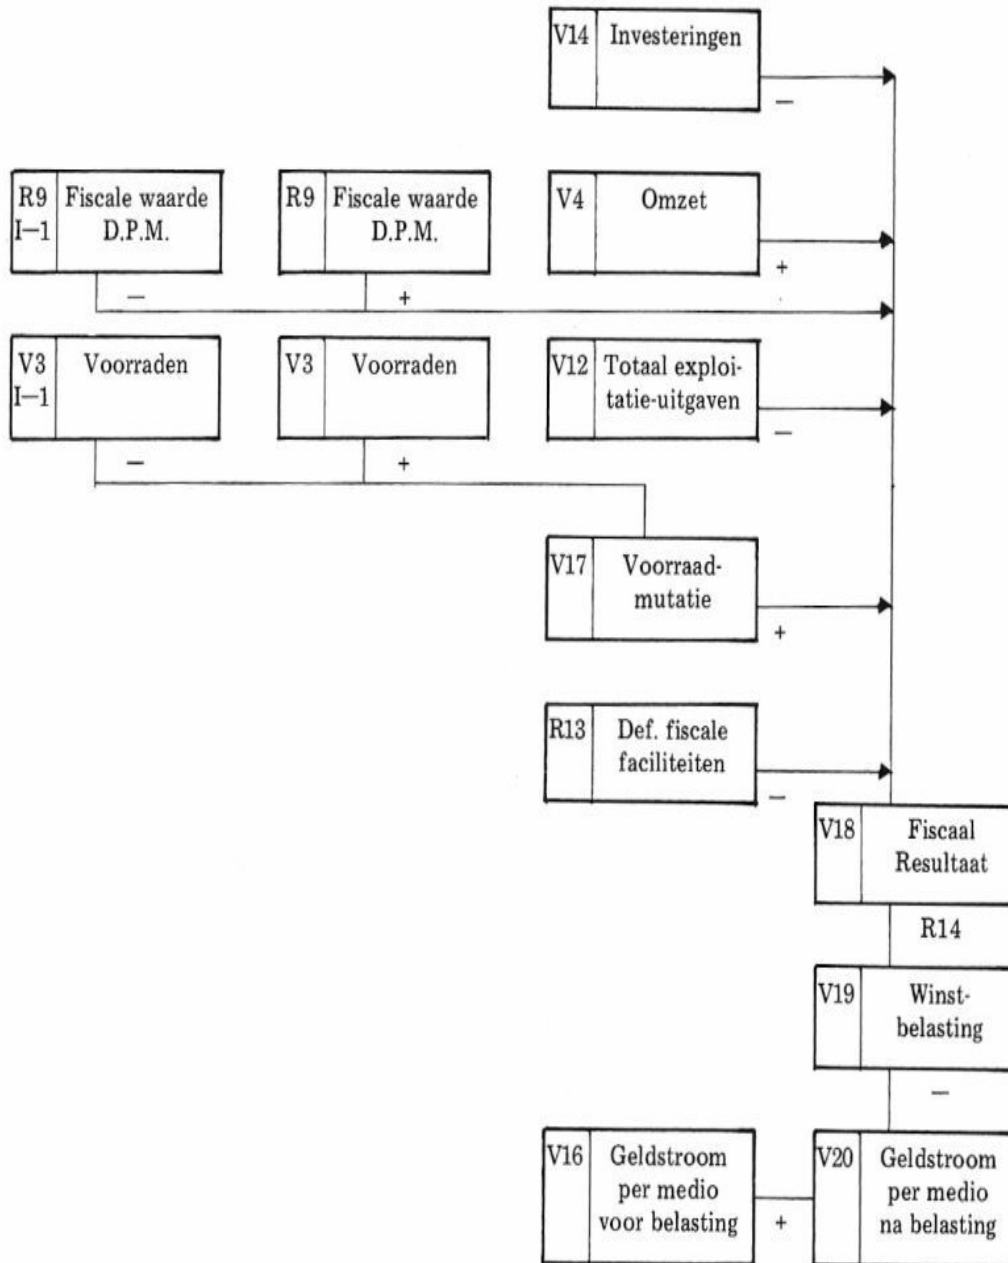 V14 Investeringen
—
R9 Fiscale waarde
I—1 D.P.M.
R9 Fiscale waarde
D.P.M.
V4 Omzet
+
—
+
V3 Voorraden
I—1
V3 Voorraden
V12 Totaal exploi-
tatie-uitgaven
—
—
+
V17 Voorraad-
mutatie
+
R13 Def. fiscale
faciliteiten
—
V18 Fiscaal
Resultaat
R14
V19 Winst-
belasting
—
V16 Geldstroom
per medio
voor belasting
+
V20 Geldstroom
per medio
na belasting